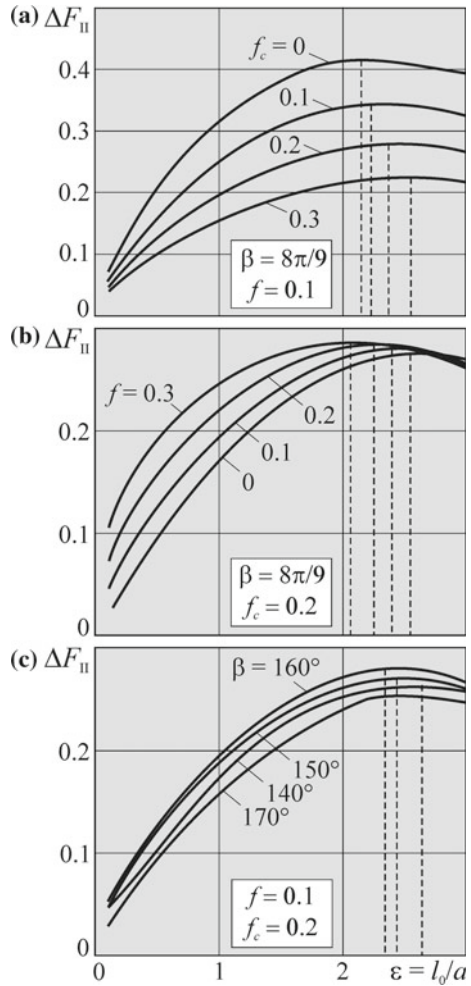 (a) ΔF_II
f_c = 0
0.4
0.1
0.3
0.2
0.2
0.3
0.1
β = 8π/9
f = 0.1
0
(b) ΔF_II
f = 0.3
0.2
0.2
0.1
0
0.1
β = 8π/9
f_c = 0.2
0
(c) ΔF_II
β = 160°
0.2
150°
140°
170°
0.1
f = 0.1
f_c = 0.2
0
0 1 2 ε = l₀/a